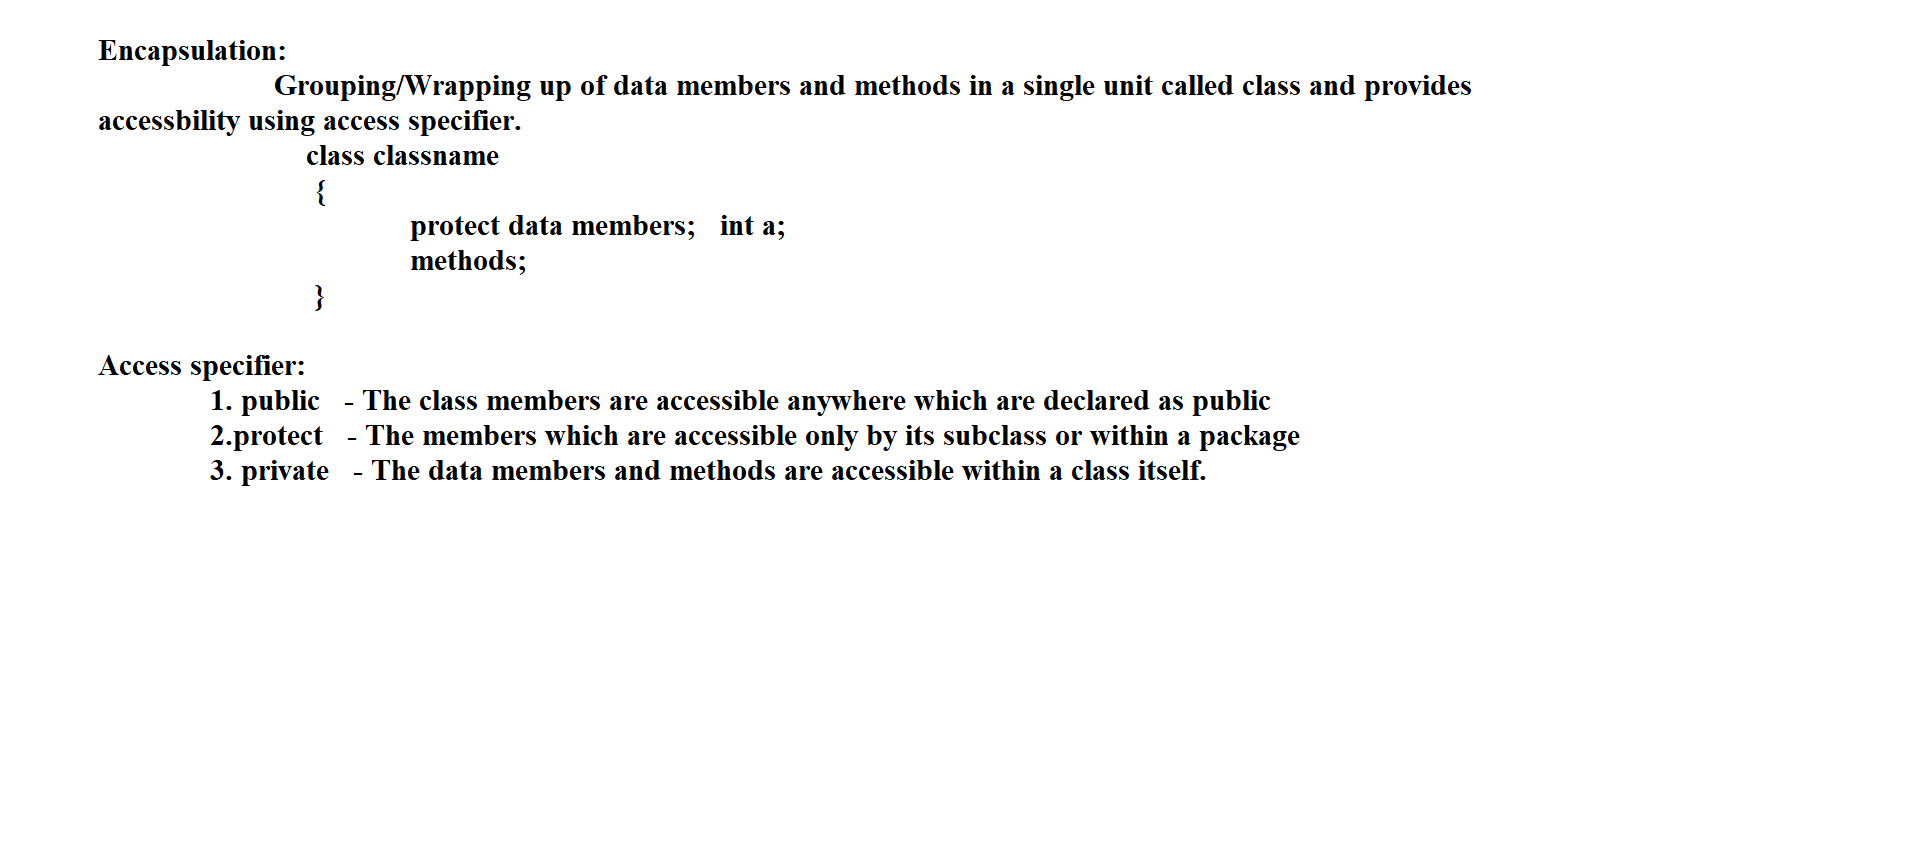 Encapsulation:
Grouping/Wrapping up of data members and methods in a single unit called class and provides
accessbility using access specifier.
class classname
{
protect data members;   int a;
methods;
}
Access specifier:
1. public   - The class members are accessible anywhere which are declared as public
2.protect   - The members which are accessible only by its subclass or within a package
3. private   - The data members and methods are accessible within a class itself.